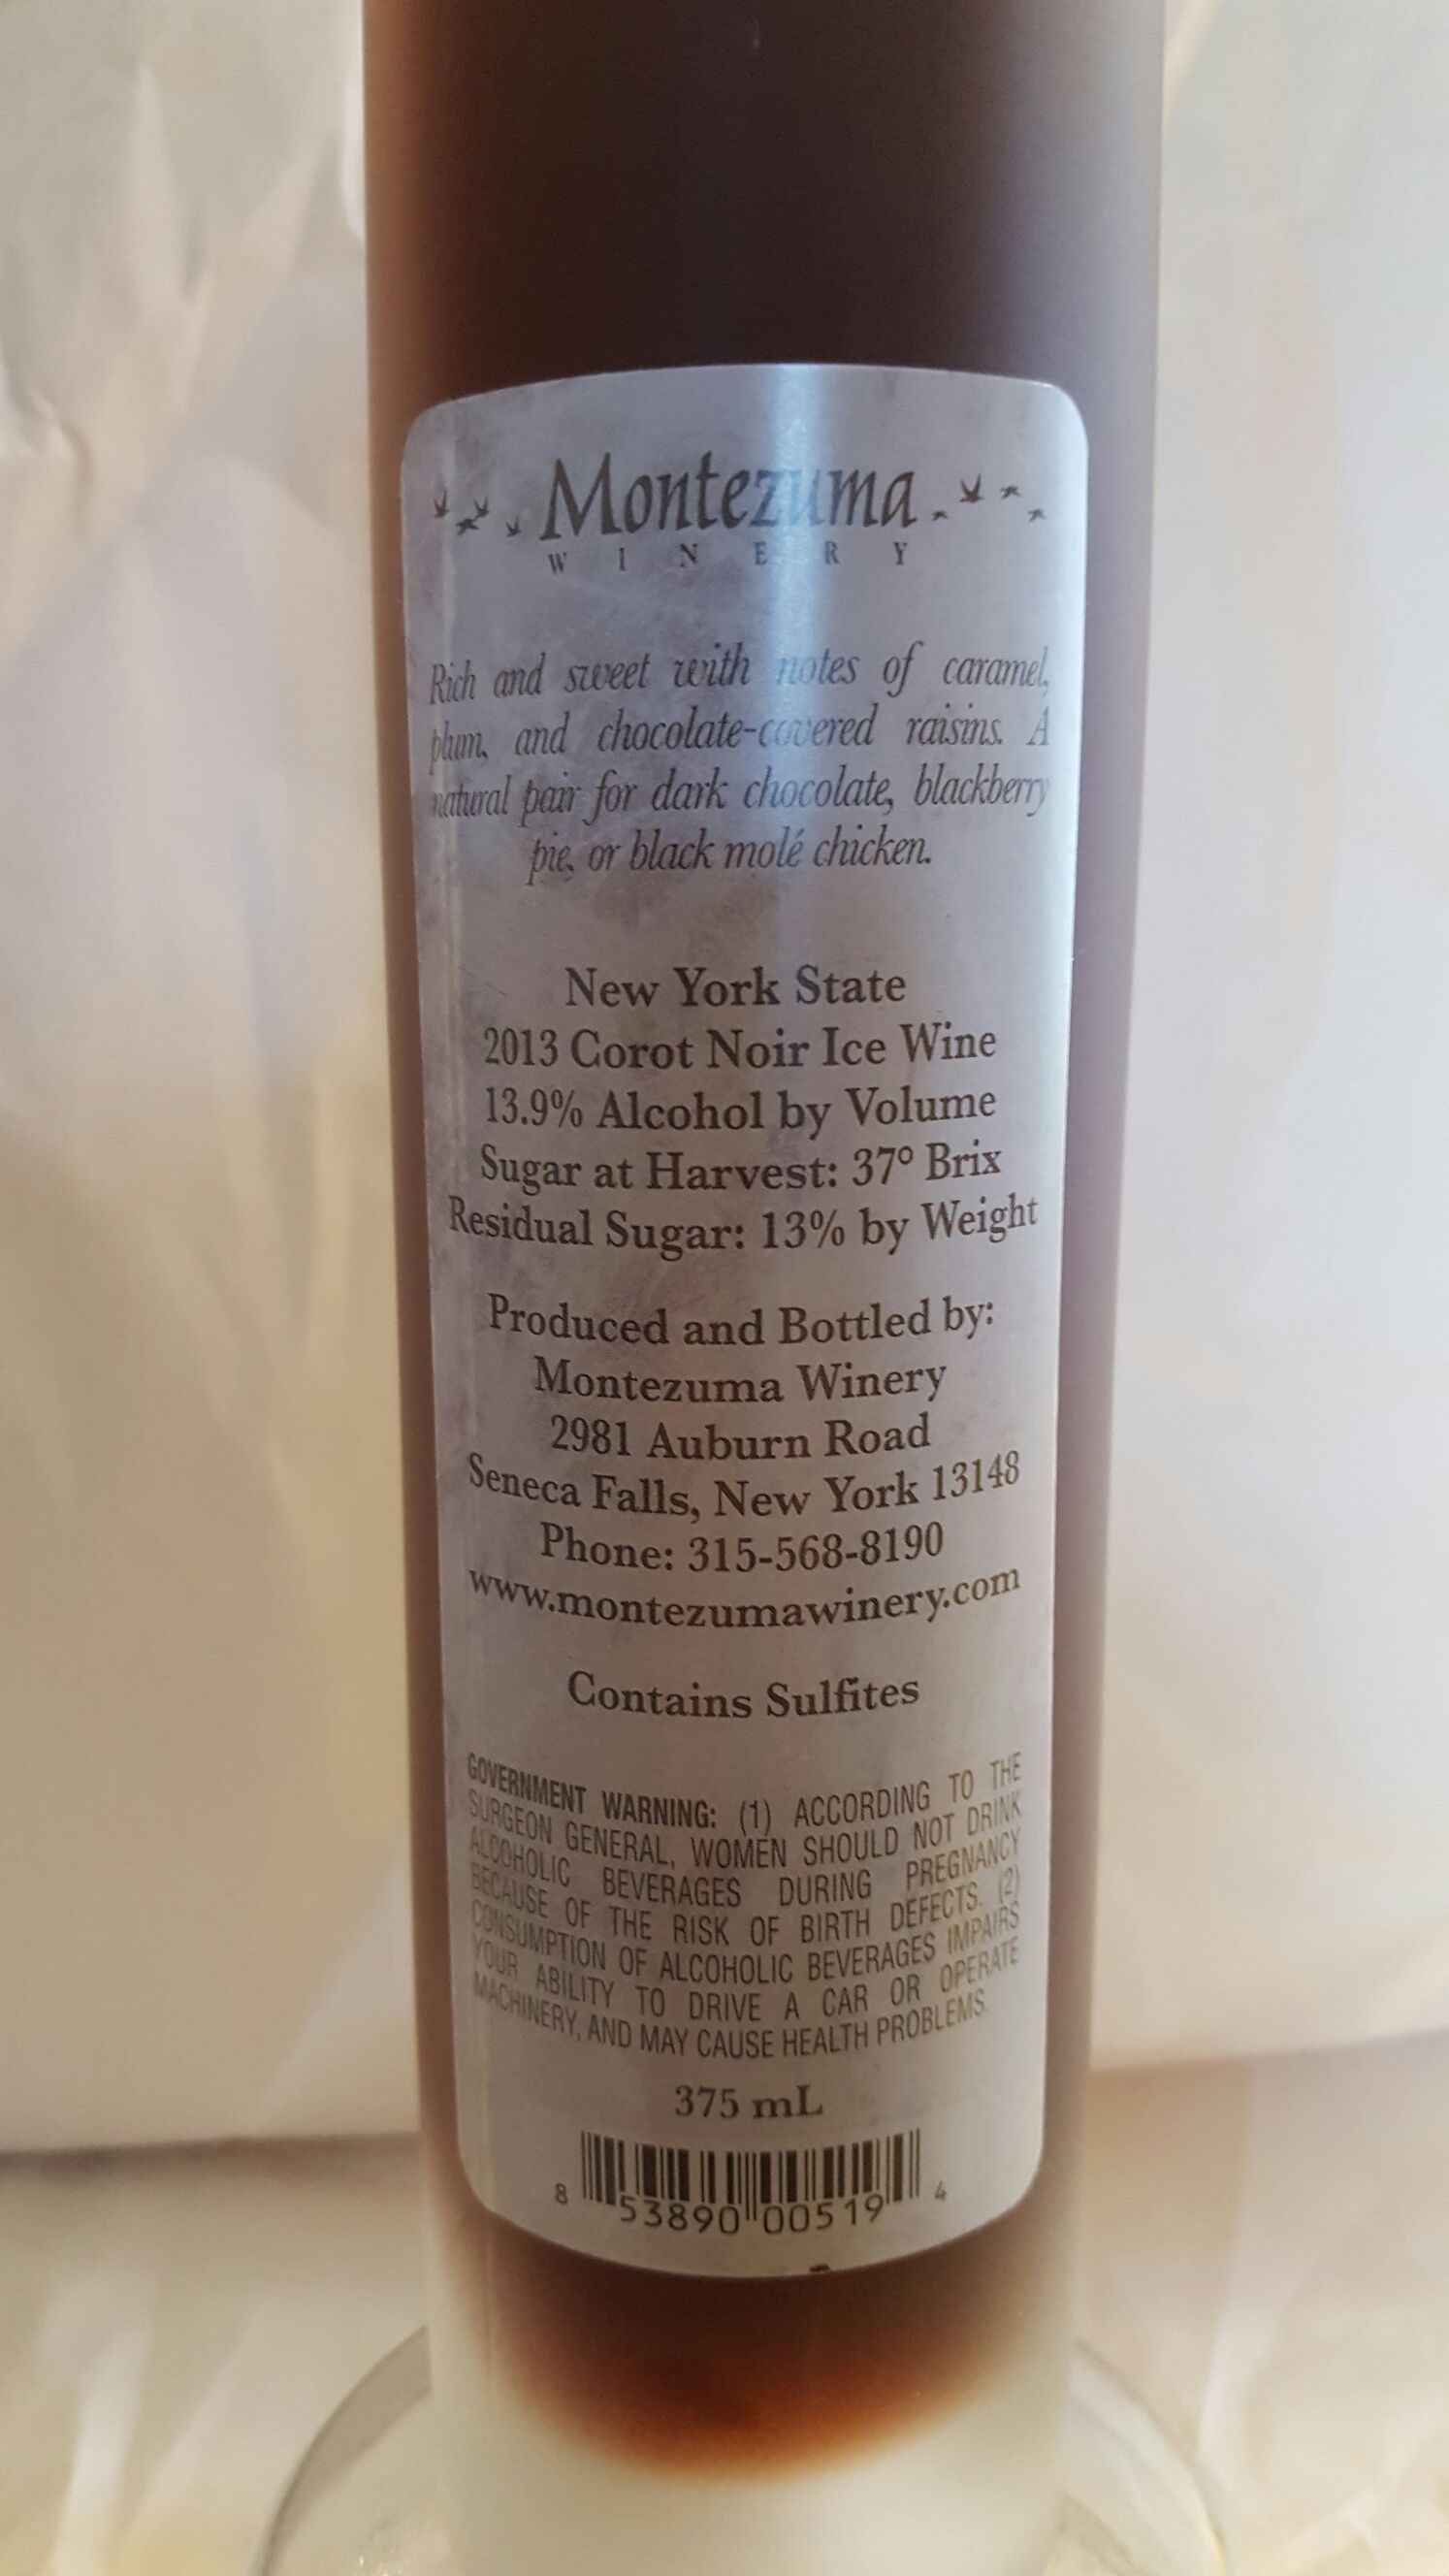 Montezuma
WINERY
Rich and sweet with notes of caramel,
plum, and chocolate-covered raisins. A
natural pair for dark chocolate, blackberry
pie, or black molé chicken.
New York State
2013 Corot Noir Ice Wine
13.9% Alcohol by Volume
Sugar at Harvest: 37° Brix
Residual Sugar: 13% by Weight
Produced and Bottled by:
Montezuma Winery
2981 Auburn Road
Seneca Falls, New York 13148
Phone: 315-568-8190
www.montezumawinery.com
Contains Sulfites
GOVERNMENT WARNING: (1) ACCORDING TO THE
SURGEON GENERAL, WOMEN SHOULD NOT DRINK
ALCOHOLIC BEVERAGES DURING PREGNANCY
BECAUSE OF THE RISK OF BIRTH DEFECTS. (2)
CONSUMPTION OF ALCOHOLIC BEVERAGES IMPAIRS
YOUR ABILITY TO DRIVE A CAR OR OPERATE
MACHINERY, AND MAY CAUSE HEALTH PROBLEMS.
375 mL
8 53890 00519 4